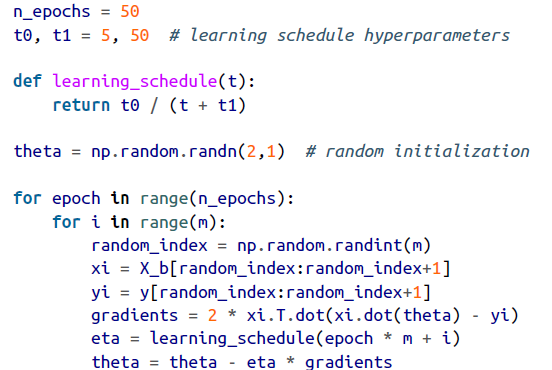 n_epochs = 50
t0, t1 = 5, 50  # learning schedule hyperparameters

def learning_schedule(t):
    return t0 / (t + t1)

theta = np.random.randn(2,1)  # random initialization

for epoch in range(n_epochs):
    for i in range(m):
        random_index = np.random.randint(m)
        xi = X_b[random_index:random_index+1]
        yi = y[random_index:random_index+1]
        gradients = 2 * xi.T.dot(xi.dot(theta) - yi)
        eta = learning_schedule(epoch * m + i)
        theta = theta - eta * gradients